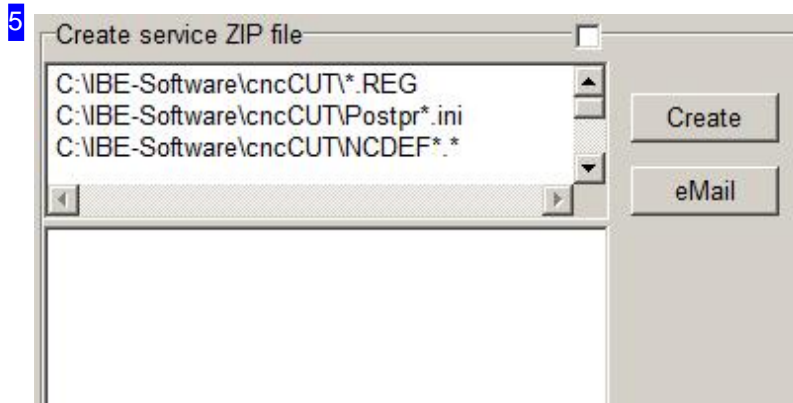 5
Create service ZIP file
C:\IBE-Software\cncCUT\*.REG
C:\IBE-Software\cncCUT\Postpr*.ini
C:\IBE-Software\cncCUT\NCDEF*.*
Create
eMail